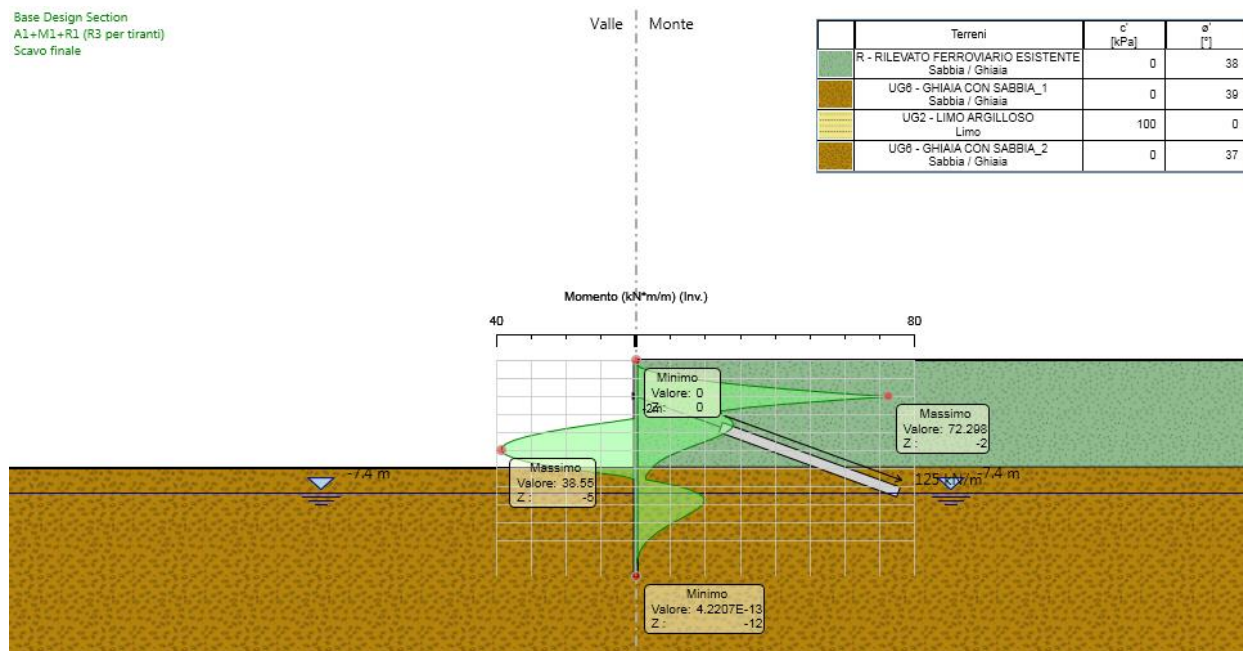 Base Design Section
A1+M1+R1 (R3 per tiranti)
Scavo finale
Valle Monte
Terreni c' [kPa] ø' [°]
R - RILEVATO FERROVIARIO ESISTENTE
Sabbia / Ghiaia 0 38
UG6 - GHIAIA CON SABBIA_1
Sabbia / Ghiaia 0 39
UG2 - LIMO ARGILLOSO
Limo 100 0
UG6 - GHIAIA CON SABBIA_2
Sabbia / Ghiaia 0 37
Momento (kN*m/m) (Inv.)
40 80
Minimo
Valore: 0
Z : 0
-2m
Massimo
Valore: 72.298
Z : -2
Massimo
Valore: 38.55
Z : -5
-7.4 m
125 kN/m
-7.4 m
Minimo
Valore: 4.2207E-13
Z : -12